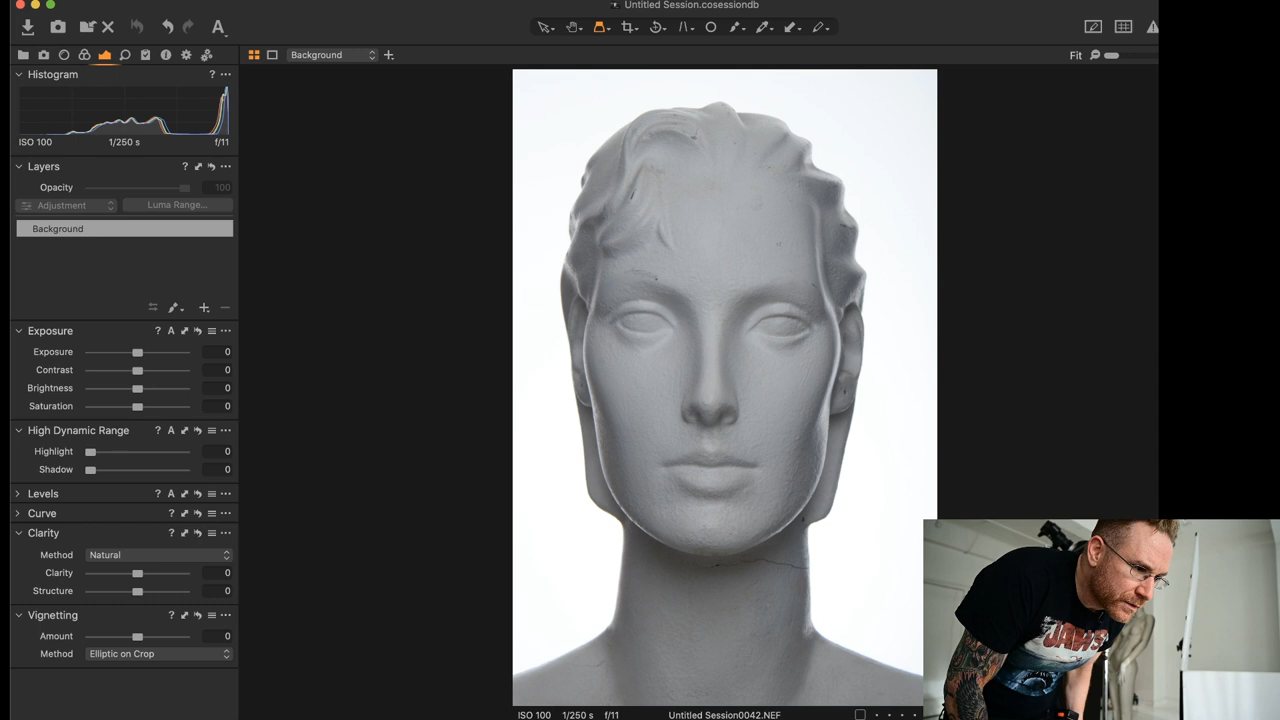 Untitled Session.cosessiondb
A
Background
Fit
Histogram ? ...
ISO 100 1/250 s f/11
Layers ? ...
Opacity 100
Adjustment Luma Range...
Background
Exposure ? A ...
Exposure 0
Contrast 0
Brightness 0
Saturation 0
High Dynamic Range ? A ...
Highlight 0
Shadow 0
Levels ? A ...
Curve ? A ...
Clarity ? ...
Method Natural
Clarity 0
Structure 0
Vignetting ? ...
Amount 0
Method Elliptic on Crop
ISO 100 1/250 s f/11 Untitled Session0042.NEF
JAWS